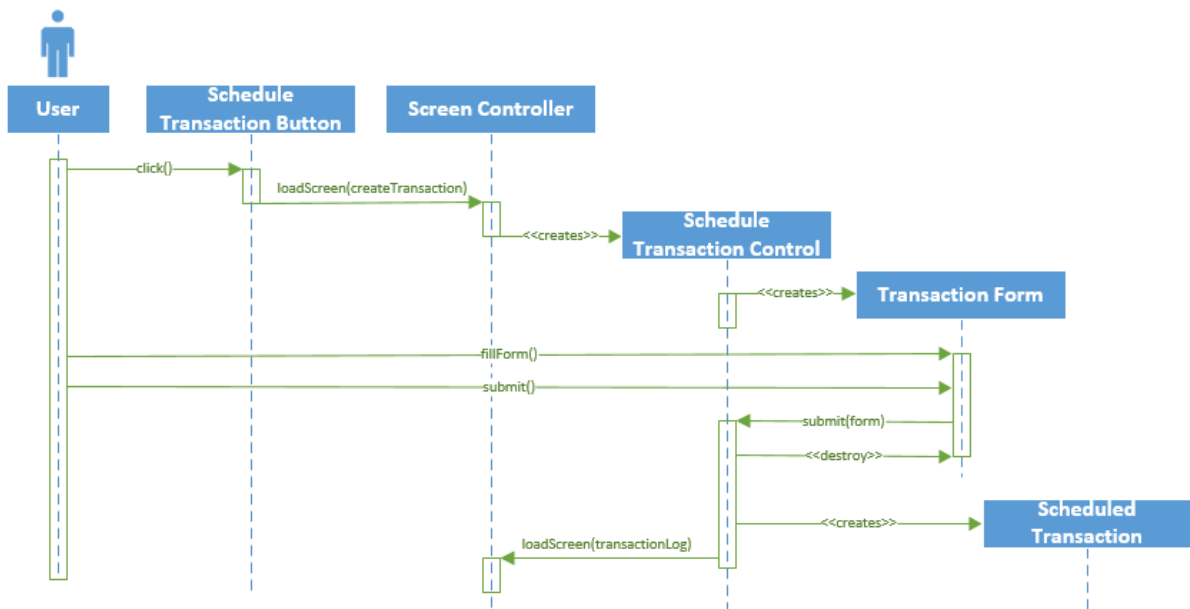 User
Schedule
Transaction Button
Screen Controller
click()
loadScreen(createTransaction)
<<creates>>
Schedule
Transaction Control
<<creates>>
Transaction Form
fillForm()
submit()
submit(form)
<<destroy>>
<<creates>>
Scheduled
Transaction
loadScreen(transactionLog)